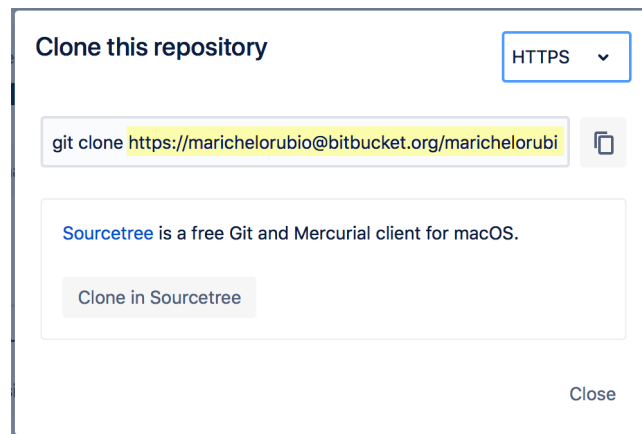 Clone this repository
HTTPS
git clone https://marichelorubio@bitbucket.org/marichelorubi
Sourcetree is a free Git and Mercurial client for macOS.
Clone in Sourcetree
Close